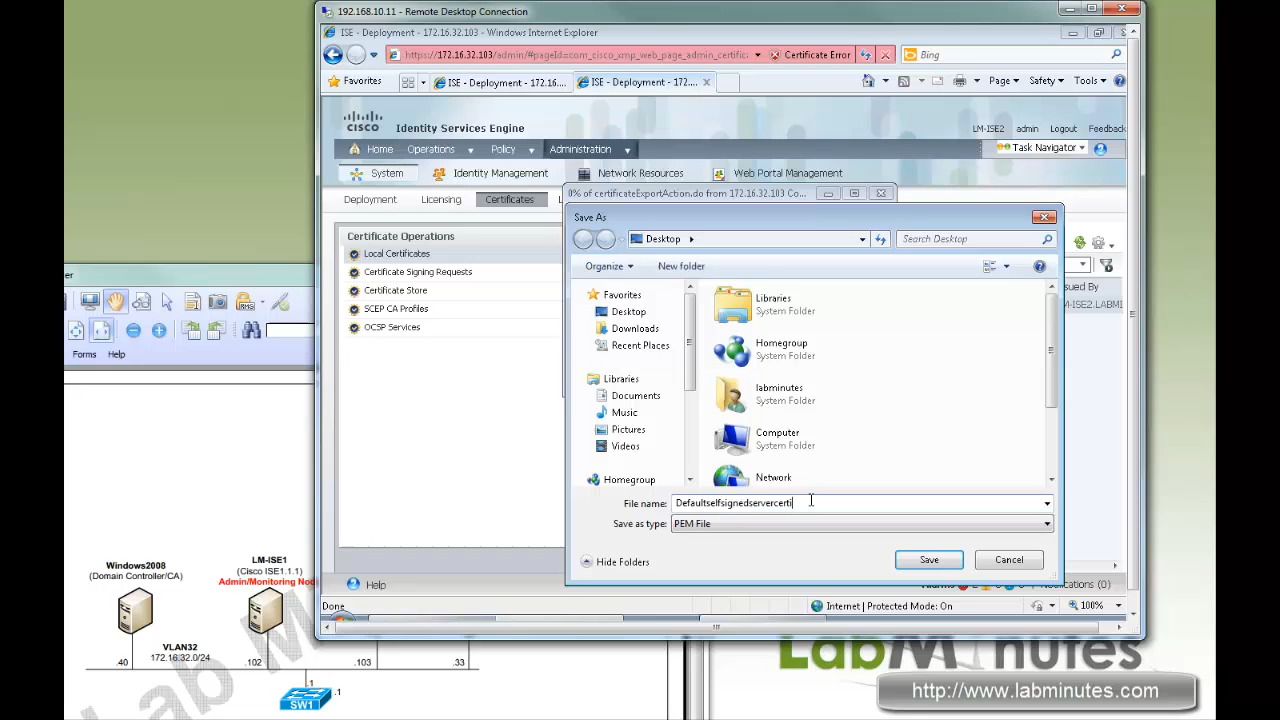 192.168.10.11 - Remote Desktop Connection
ISE - Deployment - 172.16.32.103 - Windows Internet Explorer
https://172.16.32.103/admin/#pageId=com_cisco_xmp_web_page_admin_certific
Certificate Error
Bing
Favorites
ISE - Deployment - 172.16....
ISE - Deployment - 172....
Page
Safety
Tools
CISCO
Identity Services Engine
LM-ISE2
admin
Logout
Feedback
Home
Operations
Policy
Administration
Task Navigator
System
Identity Management
Network Resources
Web Portal Management
Deployment
Licensing
Certificates
0% of certificateExportAction.do from 172.16.32.103 Co...
Certificate Operations
Local Certificates
Certificate Signing Requests
Certificate Store
SCEP CA Profiles
OCSP Services
Save As
Desktop
Search Desktop
Organize
New folder
Favorites
Desktop
Downloads
Recent Places
Libraries
Documents
Music
Pictures
Videos
Homegroup
Libraries
System Folder
Homegroup
System Folder
labminutes
System Folder
Computer
System Folder
Network
File name:
Defaultselfsignedservercerti
Save as type:
PEM File
Hide Folders
Save
Cancel
Help
Done
Internet | Protected Mode: On
100%
Forms
Help
Windows2008
(Domain Controller/CA)
LM-ISE1
(Cisco ISE1.1.1)
VLAN32
172.16.32.0/24
.40
.102
.103
.33
.1
.1
SW1
Lab Minutes
http://www.labminutes.com